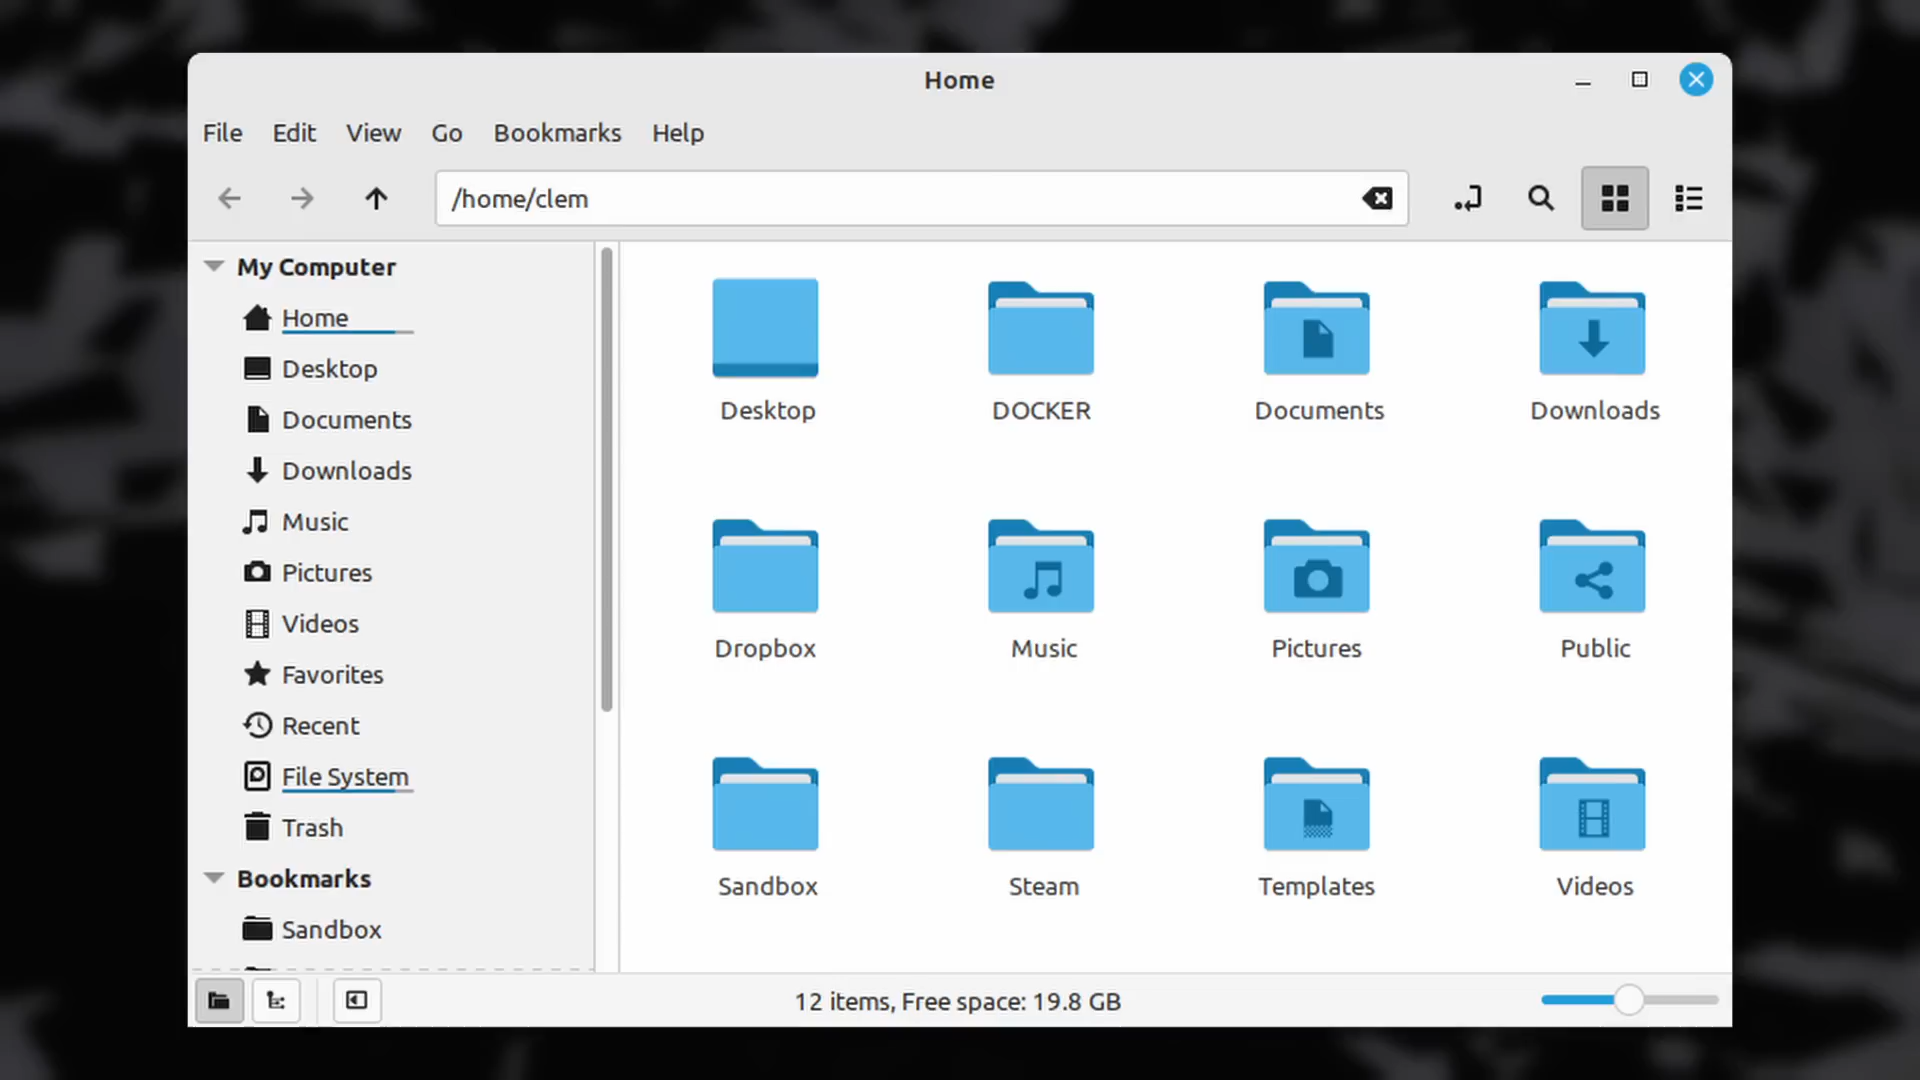 Home
File Edit View Go Bookmarks Help
/home/clem
My Computer
Home
Desktop
Documents
Downloads
Music
Pictures
Videos
Favorites
Recent
File System
Trash
Bookmarks
Sandbox
Desktop DOCKER Documents Downloads
Dropbox Music Pictures Public
Sandbox Steam Templates Videos
12 items, Free space: 19.8 GB